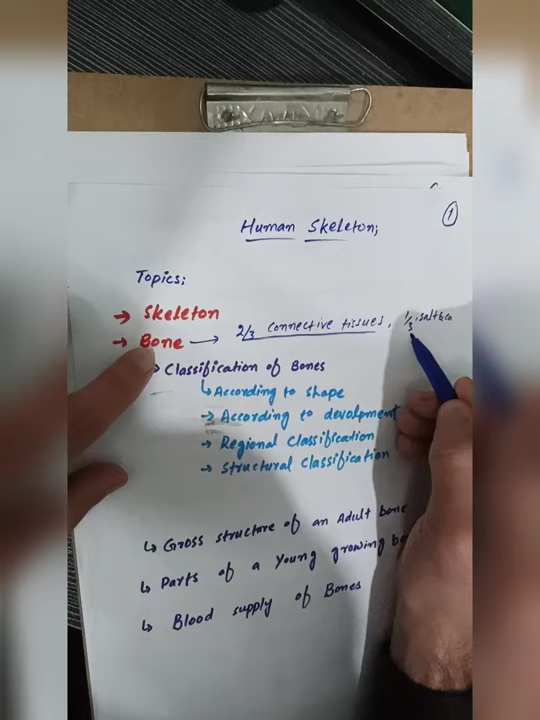 1
Human Skeleton;
Topics;
→ Skeleton
→ Bone → 2/3 connective tissues, 1/3
↳ Classification of Bones
↳ According to shape
→ According to devolpment
→ Regional Classification
→ Structural Classification
↳ Gross structure of an Adult bone
↳ Parts of a Young growing
↳ Blood supply of Bones